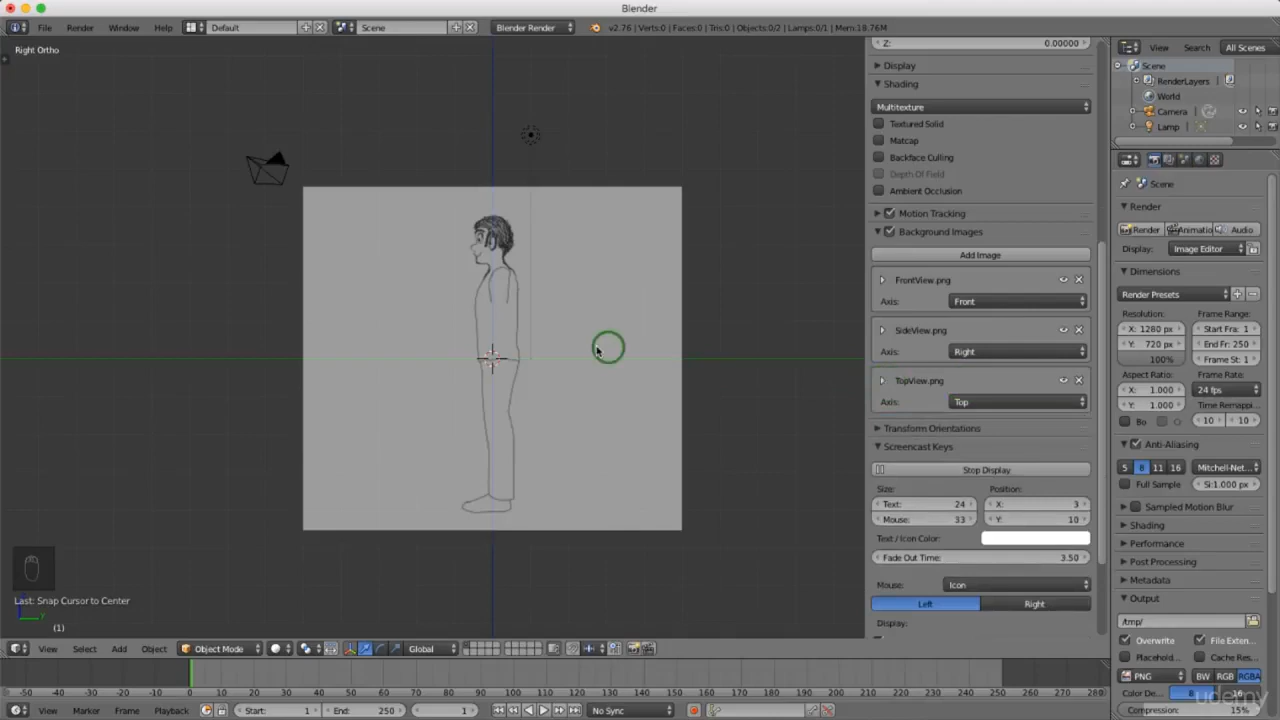 Blender
File Render Window Help Default Scene Blender Render v2.76 | Verts:0 | Faces:0 | Tris:0 | Objects:0/2 | Lamps:0/1 | Mem:18.76M
Right Ortho
Z: 0.00000
Display
Shading
Multitexture
Textured Solid
Matcap
Backface Culling
Depth Of Field
Ambient Occlusion
Motion Tracking
Background Images
Add Image
FrontView.png
Axis: Front
SideView.png
Axis: Right
TopView.png
Axis: Top
Transform Orientations
Screencast Keys
Stop Display
Size: Position:
Text: 24 X: 3
Mouse: 33 Y: 10
Text / Icon Color:
Fade Out Time: 3.50
Mouse: Icon
Left Right
Display:
View Search All Scenes
Scene
RenderLayers
World
Camera
Lamp
Scene
Render
Render Animatio Audio
Display: Image Editor
Dimensions
Render Presets
Resolution: Frame Range:
X: 1280 px Start Fra: 1
Y: 720 px End Fr: 250
100% Frame St: 1
Aspect Ratio: Frame Rate:
X: 1.000 24 fps
Y: 1.000 Time Remappi...
Bo 10 10
Anti-Aliasing
5 8 11 16 Mitchell-Net...
Full Sample Si:1.000 px
Sampled Motion Blur
Shading
Performance
Post Processing
Metadata
Output
/tmp/
Overwrite File Exten...
Placehold... Cache Res...
PNG BW RGB RGBA
Color De... 8 16
Compression: 15%
Last: Snap Cursor to Center
(1)
View Select Add Object Object Mode Global
-50 -40 -30 -20 -10 0 10 20 30 40 50 60 70 80 90 100 110 120 130 140 150 160 170 180 190 200 210 220 230 240 250 260 270 280
View Marker Frame Playback Start: 1 End: 250 1 No Sync
udemy